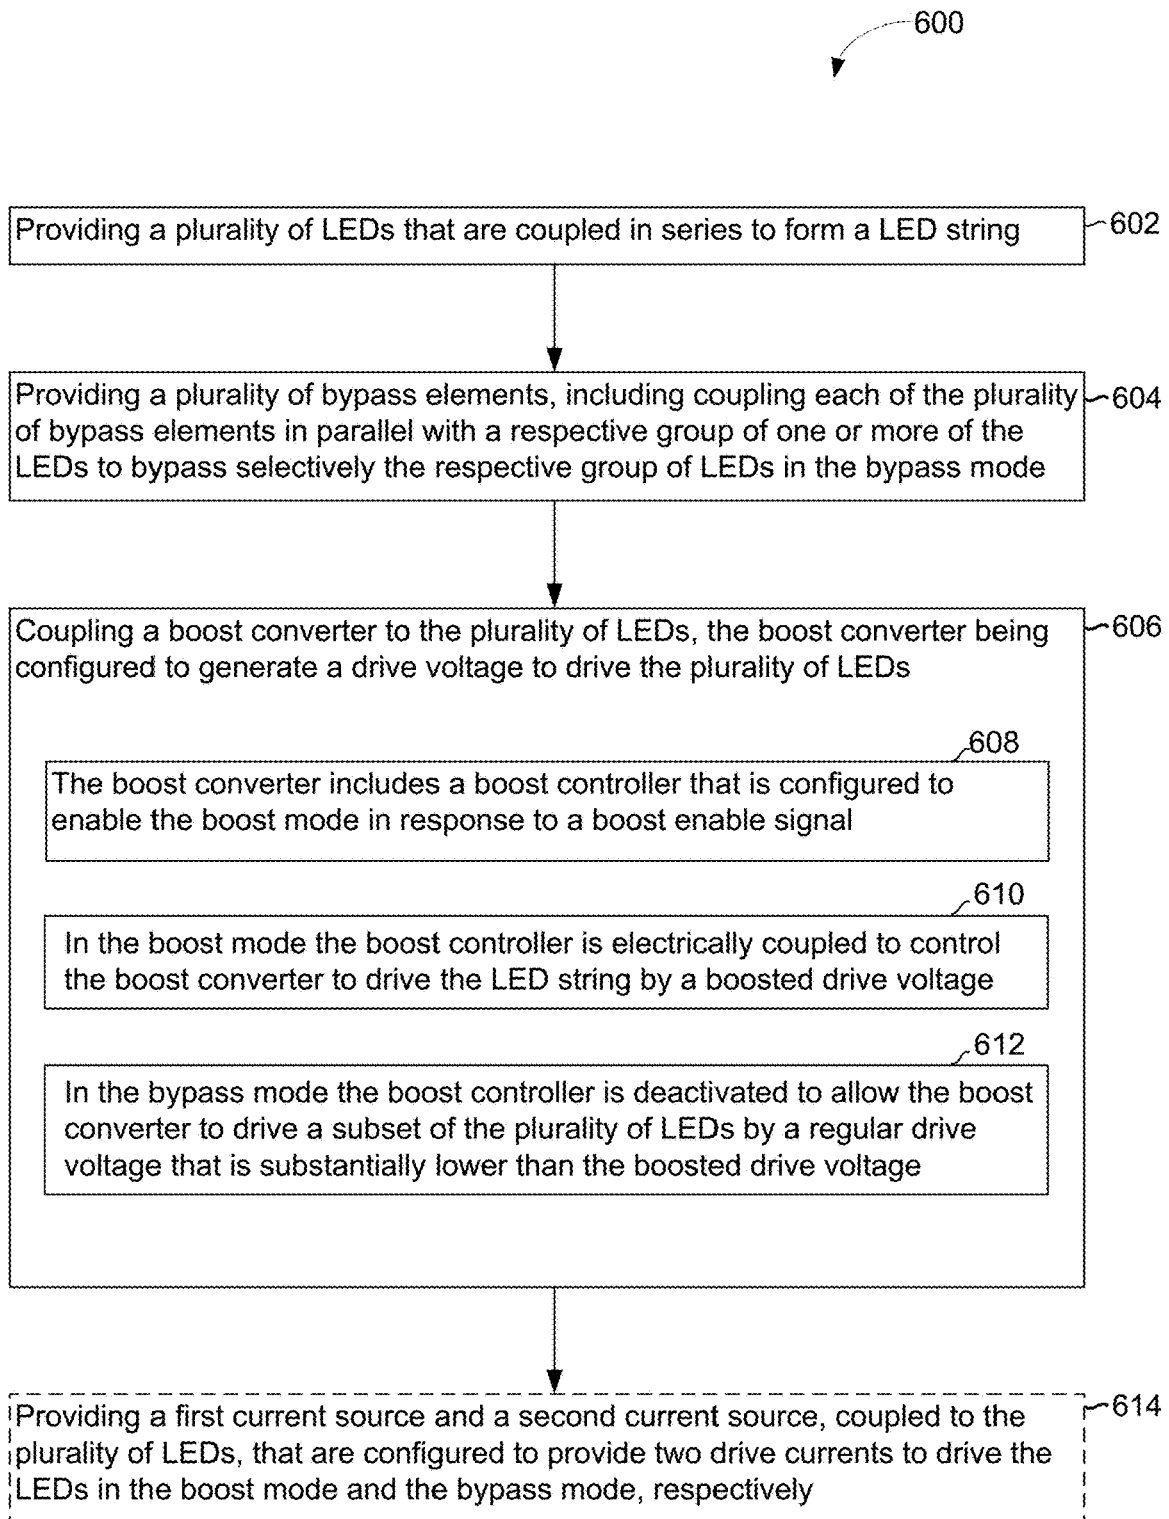 600
Providing a plurality of LEDs that are coupled in series to form a LED string
602
Providing a plurality of bypass elements, including coupling each of the plurality
of bypass elements in parallel with a respective group of one or more of the
LEDs to bypass selectively the respective group of LEDs in the bypass mode
604
Coupling a boost converter to the plurality of LEDs, the boost converter being
configured to generate a drive voltage to drive the plurality of LEDs
606
608
The boost converter includes a boost controller that is configured to
enable the boost mode in response to a boost enable signal
610
In the boost mode the boost controller is electrically coupled to control
the boost converter to drive the LED string by a boosted drive voltage
612
In the bypass mode the boost controller is deactivated to allow the boost
converter to drive a subset of the plurality of LEDs by a regular drive
voltage that is substantially lower than the boosted drive voltage
Providing a first current source and a second current source, coupled to the
plurality of LEDs, that are configured to provide two drive currents to drive the
LEDs in the boost mode and the bypass mode, respectively
614